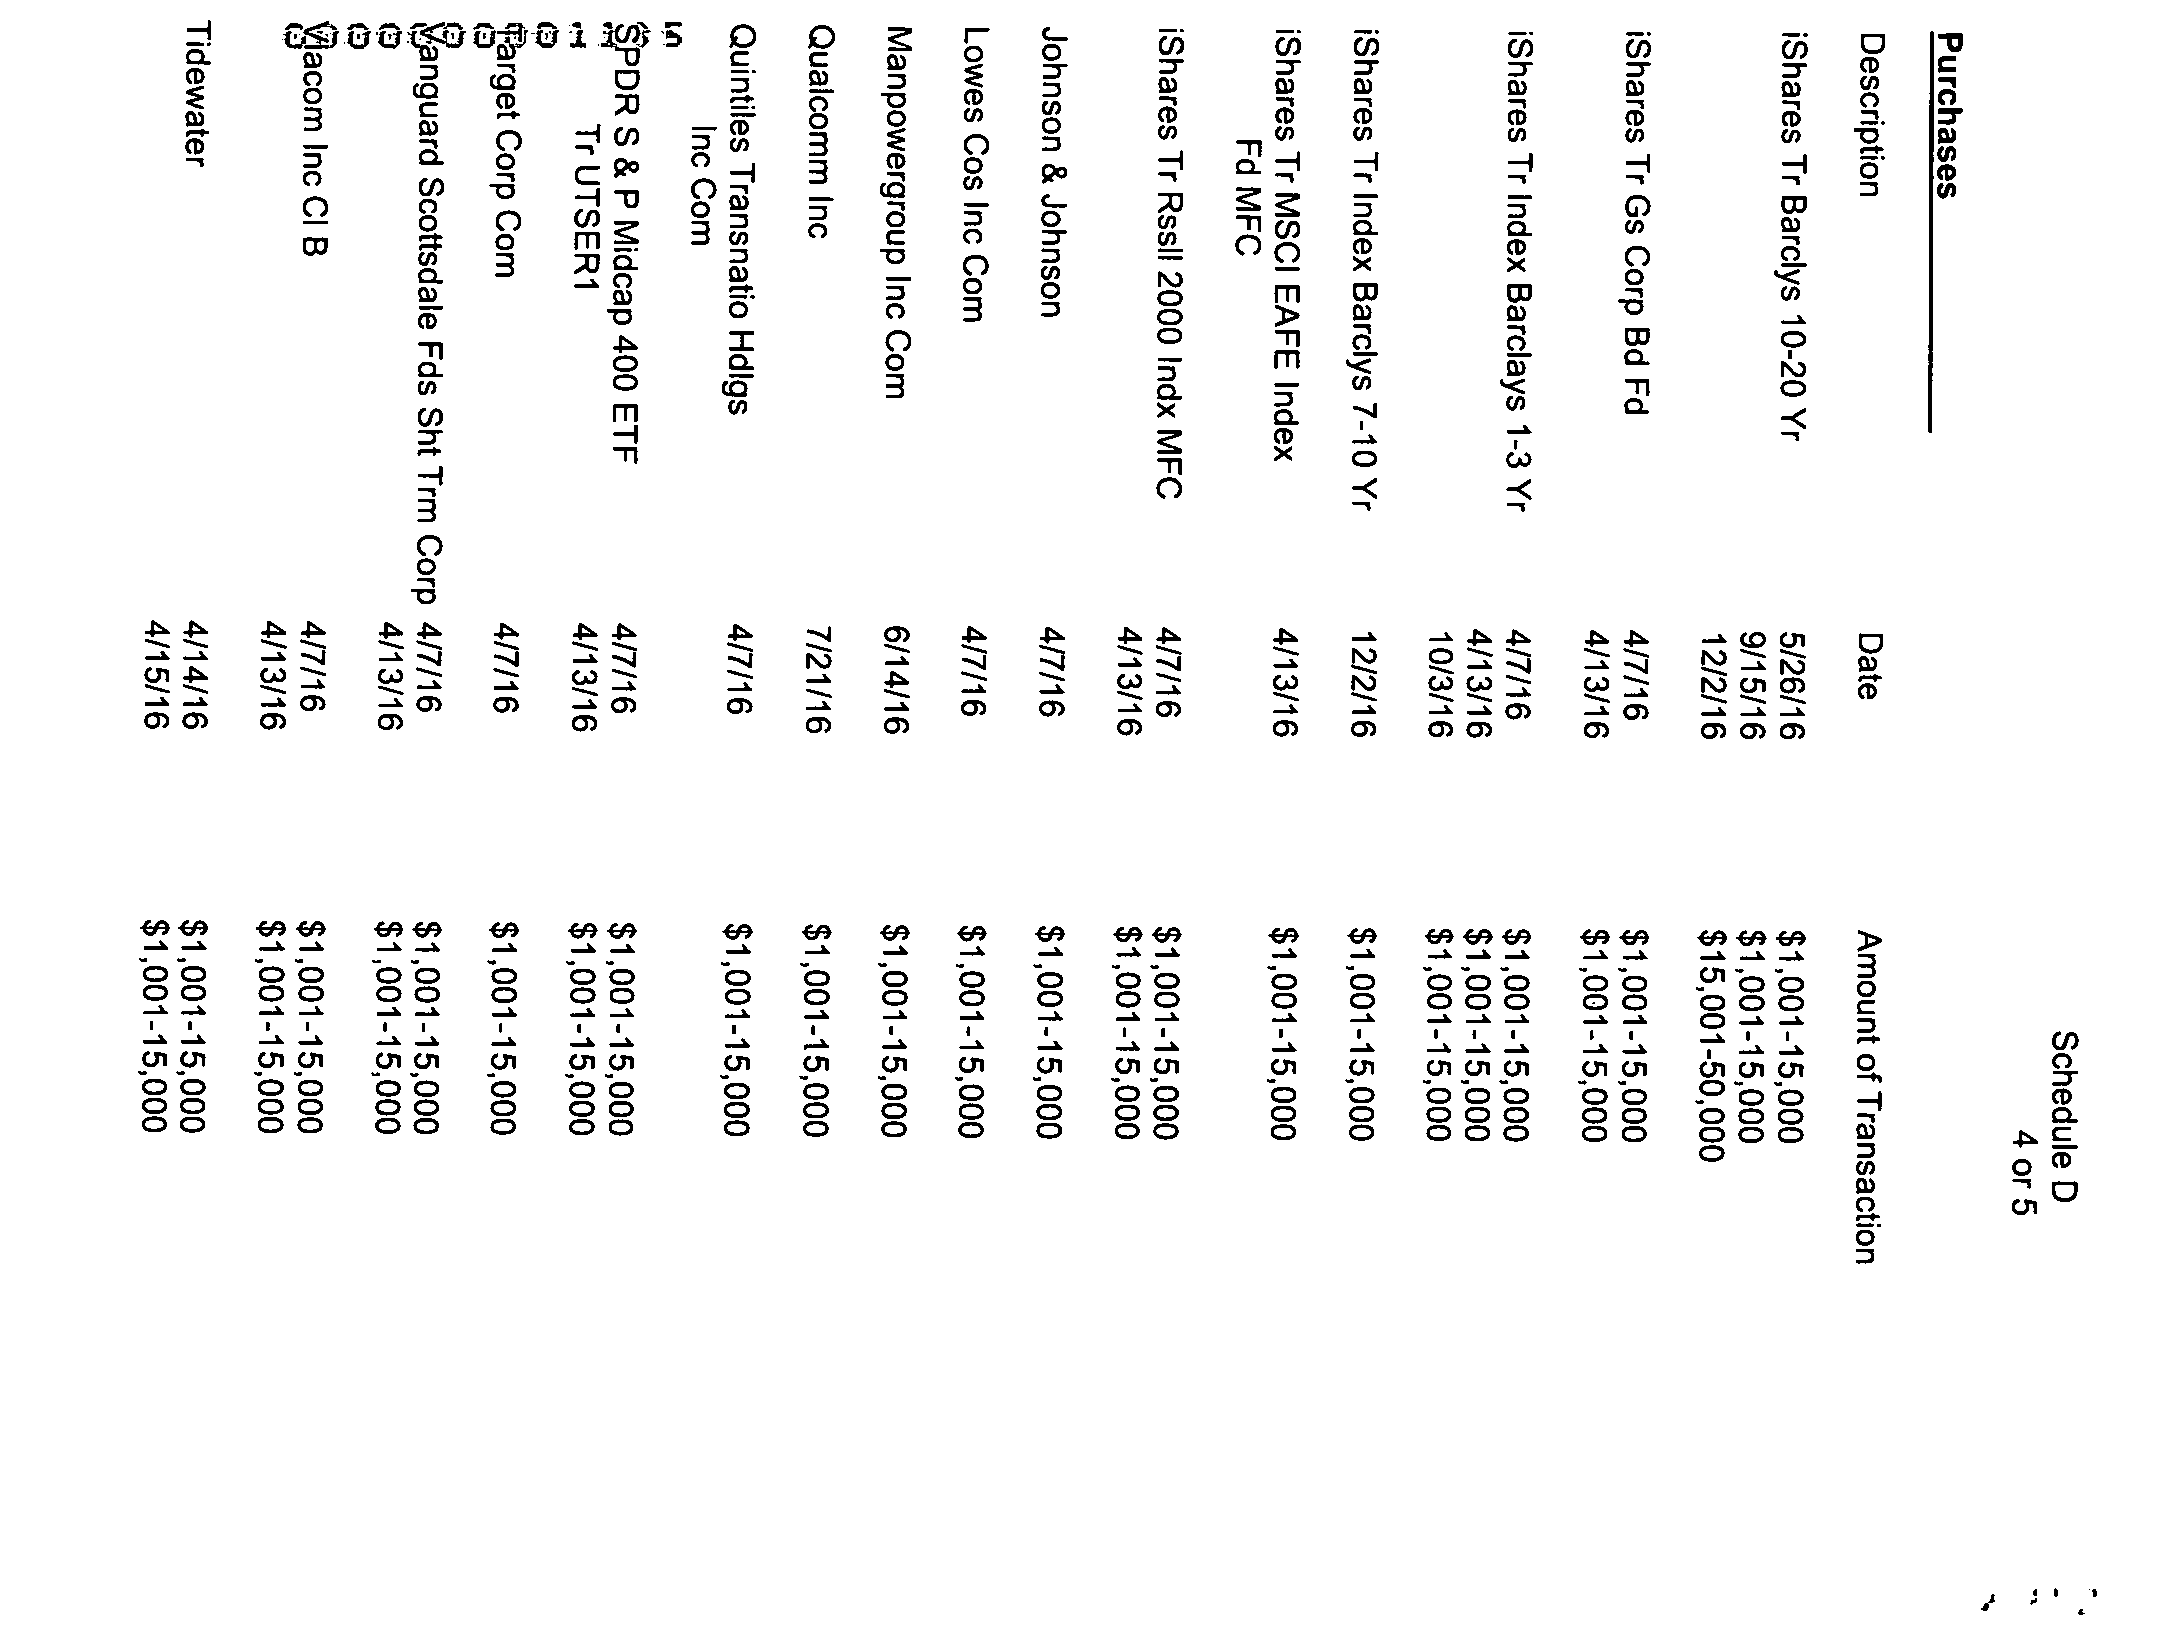 Schedule D
4 or 5
Purchases
Description Date Amount of Transaction
iShares Tr Barclys 10-20 Yr 5/26/16 $1,001-15,000
9/15/16 $1,001-15,000
12/2/16 $15,001-50,000
iShares Tr Gs Corp Bd Fd 4/7/16 $1,001-15,000
4/13/16 $1,001-15,000
iShares Tr Index Barclays 1-3 Yr 4/7/16 $1,001-15,000
4/13/16 $1,001-15,000
10/3/16 $1,001-15,000
iShares Tr Index Barclys 7-10 Yr 12/2/16 $1,001-15,000
iShares Tr MSCI EAFE Index 4/13/16 $1,001-15,000
Fd MFC
iShares Tr Rssll 2000 Indx MFC 4/7/16 $1,001-15,000
4/13/16 $1,001-15,000
Johnson & Johnson 4/7/16 $1,001-15,000
Lowes Cos Inc Com 4/7/16 $1,001-15,000
Manpowergroup Inc Com 6/14/16 $1,001-15,000
Qualcomm Inc 7/21/16 $1,001-15,000
Quintiles Transnatio Hdlgs 4/7/16 $1,001-15,000
Inc Com
SPDR S & P Midcap 400 ETF 4/7/16 $1,001-15,000
Tr UTSER1 4/13/16 $1,001-15,000
Target Corp Com 4/7/16 $1,001-15,000
Vanguard Scottsdale Fds Sht Trm Corp 4/7/16 $1,001-15,000
4/13/16 $1,001-15,000
Viacom Inc Cl B 4/7/16 $1,001-15,000
4/13/16 $1,001-15,000
Tidewater 4/14/16 $1,001-15,000
4/15/16 $1,001-15,000